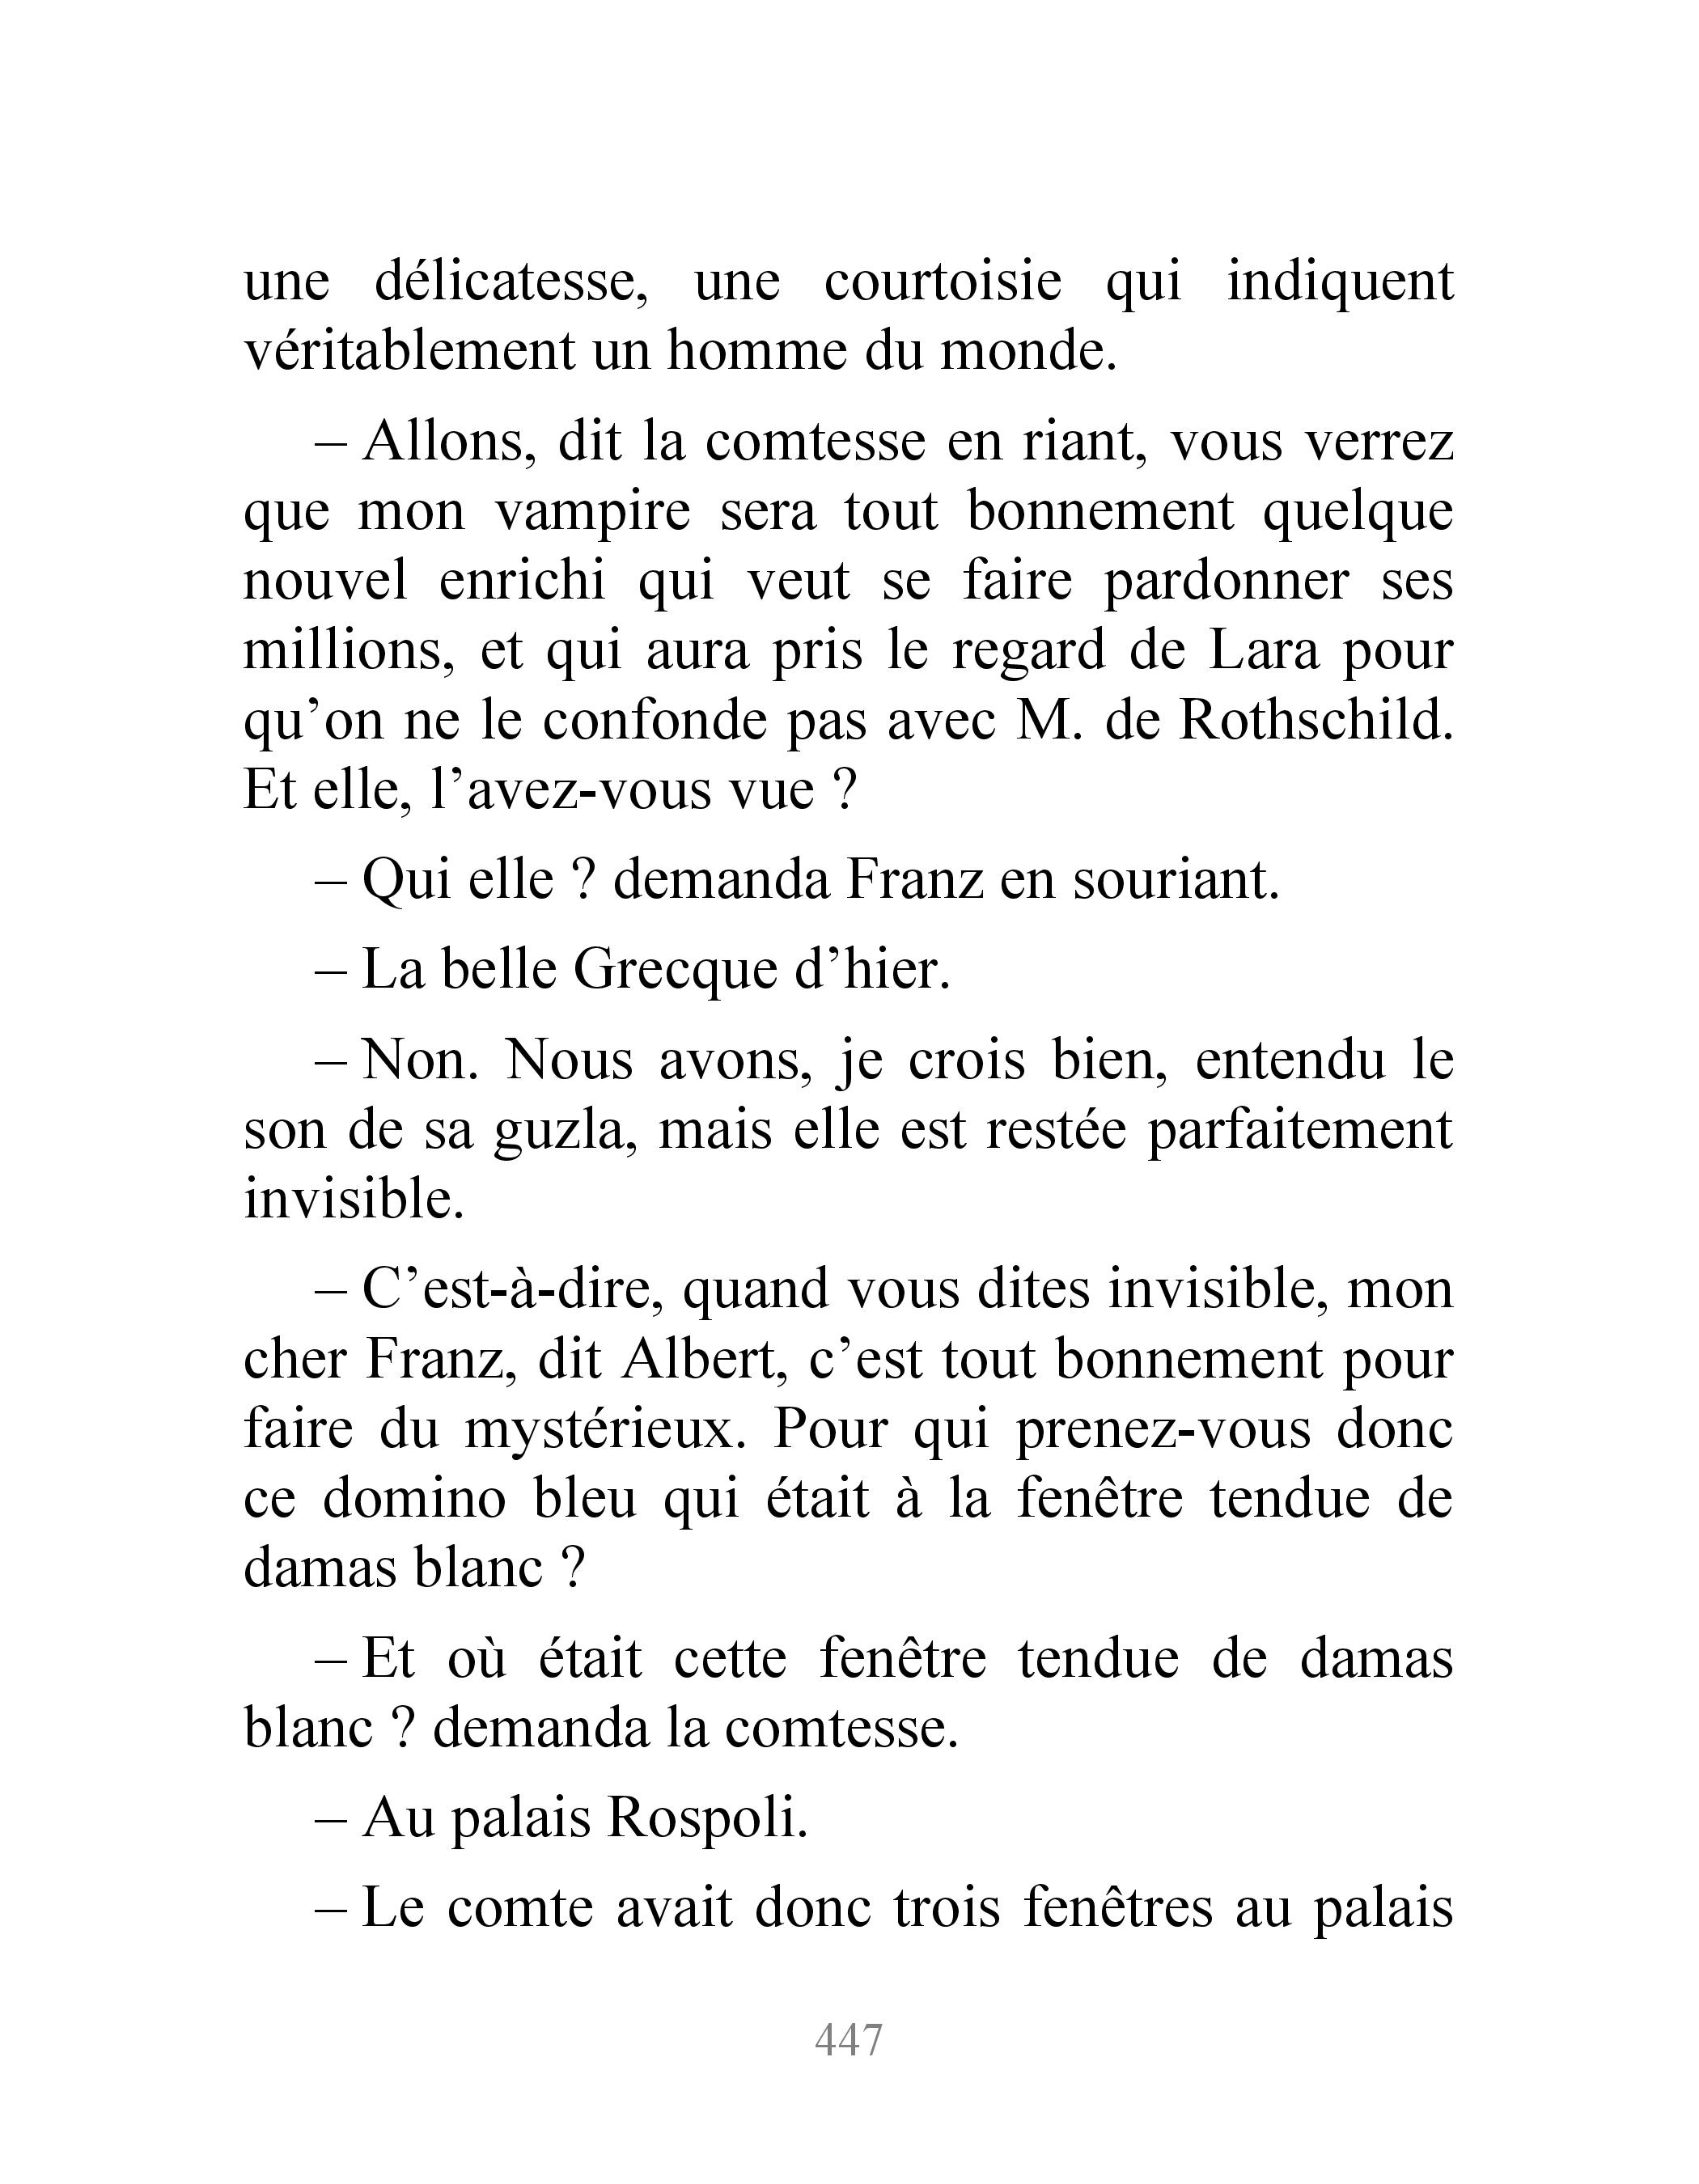 une délicatesse, une courtoisie qui indiquent
véritablement un homme du monde.
– Allons, dit la comtesse en riant, vous verrez
que mon vampire sera tout bonnement quelque
nouvel enrichi qui veut se faire pardonner ses
millions, et qui aura pris le regard de Lara pour
qu’on ne le confonde pas avec M. de Rothschild.
Et elle, l’avez-vous vue ?
– Qui elle ? demanda Franz en souriant.
– La belle Grecque d’hier.
– Non. Nous avons, je crois bien, entendu le
son de sa guzla, mais elle est restée parfaitement
invisible.
– C’est-à-dire, quand vous dites invisible, mon
cher Franz, dit Albert, c’est tout bonnement pour
faire du mystérieux. Pour qui prenez-vous donc
ce domino bleu qui était à la fenêtre tendue de
damas blanc ?
– Et où était cette fenêtre tendue de damas
blanc ? demanda la comtesse.
– Au palais Rospoli.
– Le comte avait donc trois fenêtres au palais
447